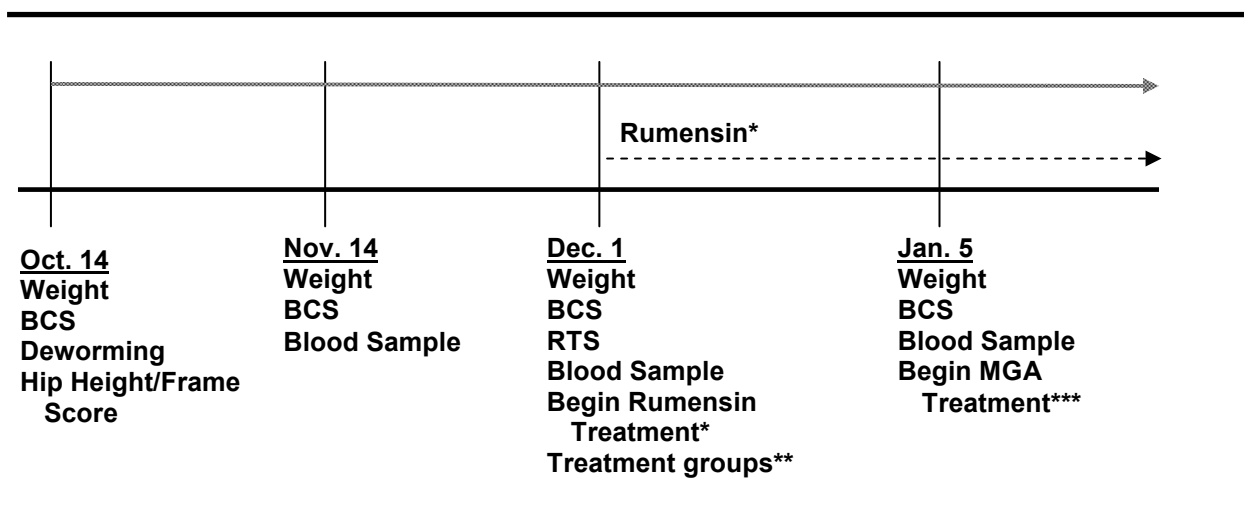 Rumensin*
Oct. 14
Weight
BCS
Deworming
Hip Height/Frame
Score
Nov. 14
Weight
BCS
Blood Sample
Dec. 1
Weight
BCS
RTS
Blood Sample
Begin Rumensin
Treatment*
Treatment groups**
Jan. 5
Weight
BCS
Blood Sample
Begin MGA
Treatment***